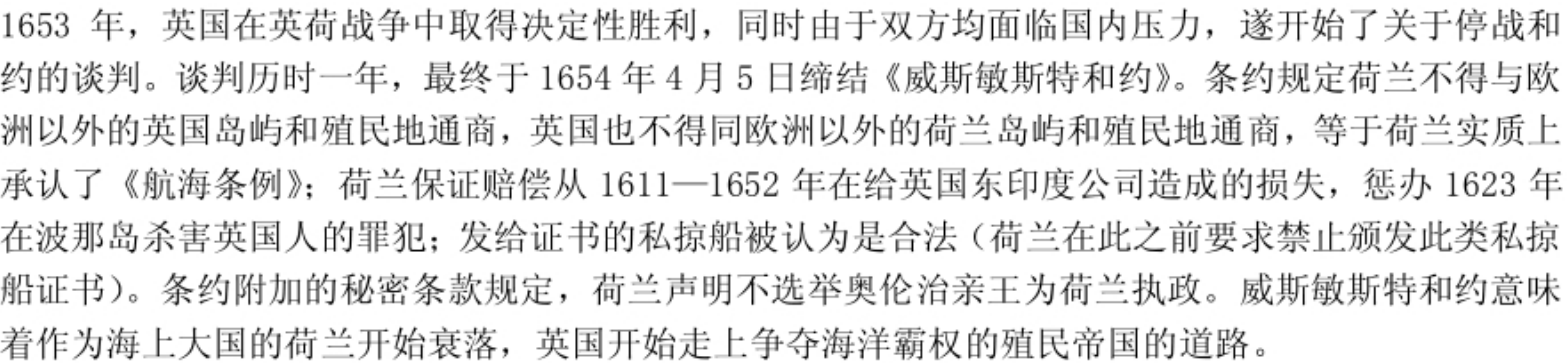 1653 年，英国在英荷战争中取得决定性胜利，同时由于双方均面临国内压力，遂开始了关于停战和
约的谈判。谈判历时一年，最终于 1654 年 4 月 5 日缔结《威斯敏斯特和约》。条约规定荷兰不得与欧
洲以外的英国岛屿和殖民地通商，英国也不得同欧洲以外的荷兰岛屿和殖民地通商，等于荷兰实质上
承认了《航海条例》；荷兰保证赔偿从 1611—1652 年在给英国东印度公司造成的损失，惩办 1623 年
在波那岛杀害英国人的罪犯；发给证书的私掠船被认为是合法（荷兰在此之前要求禁止颁发此类私掠
船证书）。条约附加的秘密条款规定，荷兰声明不选举奥伦治亲王为荷兰执政。威斯敏斯特和约意味
着作为海上大国的荷兰开始衰落，英国开始走上争夺海洋霸权的殖民帝国的道路。